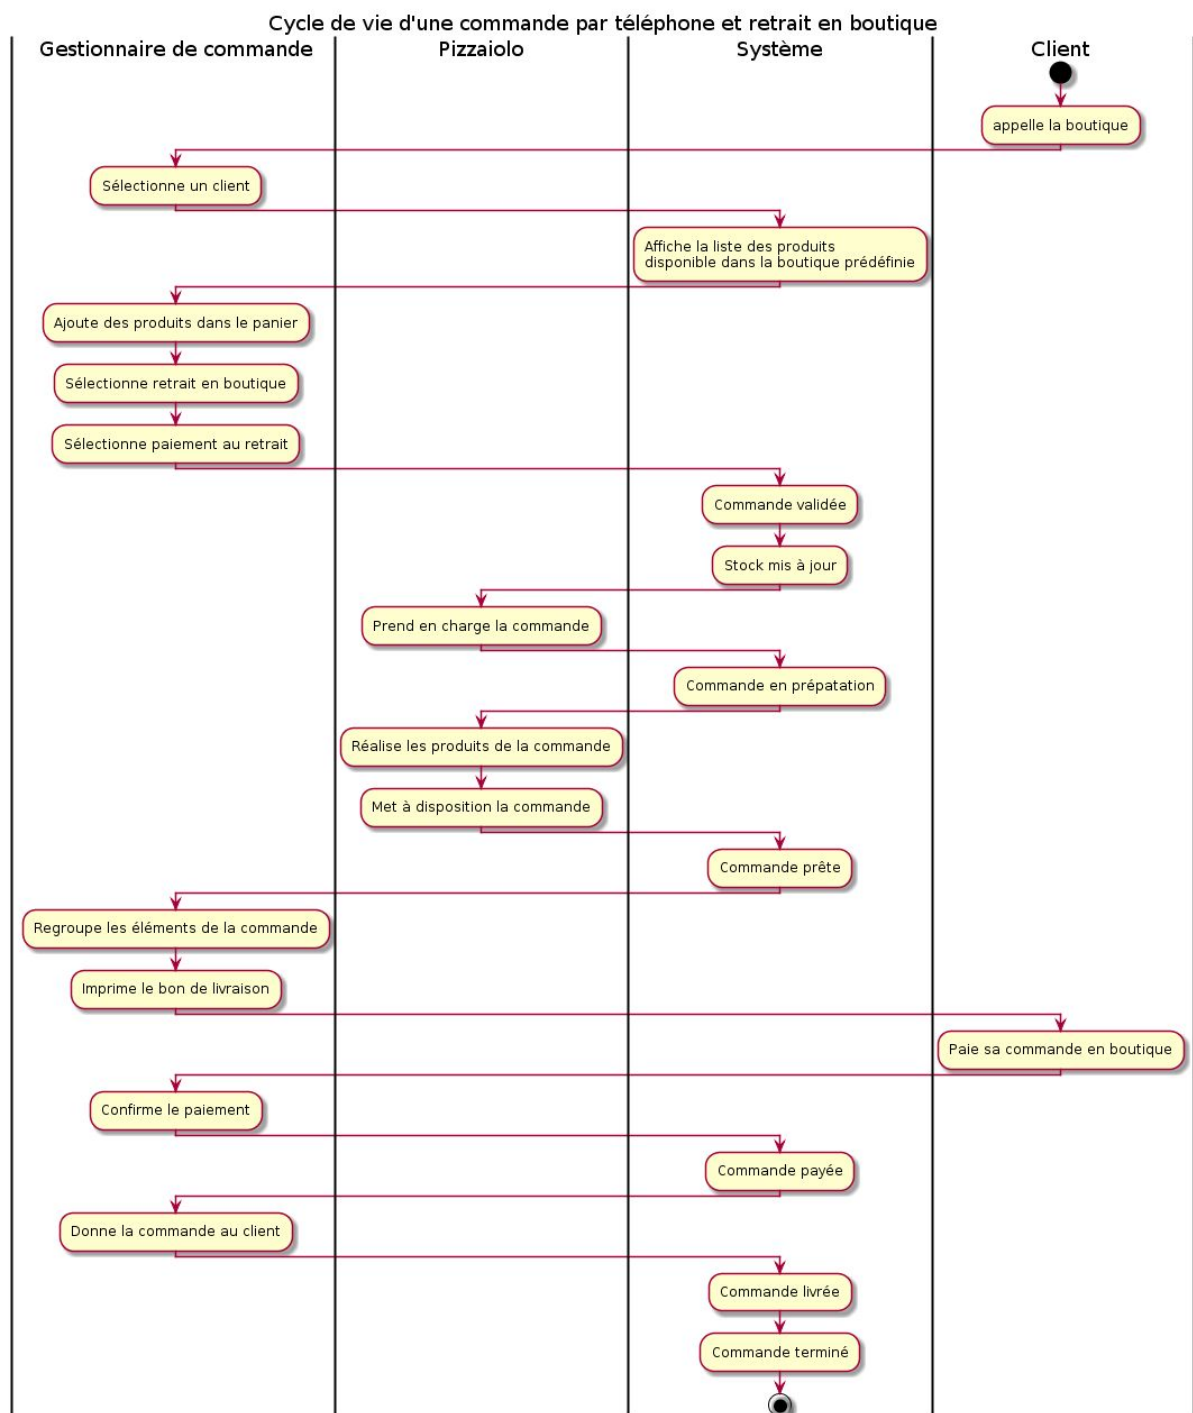 Cycle de vie d'une commande par téléphone et retrait en boutique
Gestionnaire de commande
Pizzaiolo
Système
Client
appelle la boutique
Sélectionne un client
Affiche la liste des produits
disponible dans la boutique prédéfinie
Ajoute des produits dans le panier
Sélectionne retrait en boutique
Sélectionne paiement au retrait
Commande validée
Stock mis à jour
Prend en charge la commande
Commande en prépatation
Réalise les produits de la commande
Met à disposition la commande
Commande prête
Regroupe les éléments de la commande
Imprime le bon de livraison
Paie sa commande en boutique
Confirme le paiement
Commande payée
Donne la commande au client
Commande livrée
Commande terminé